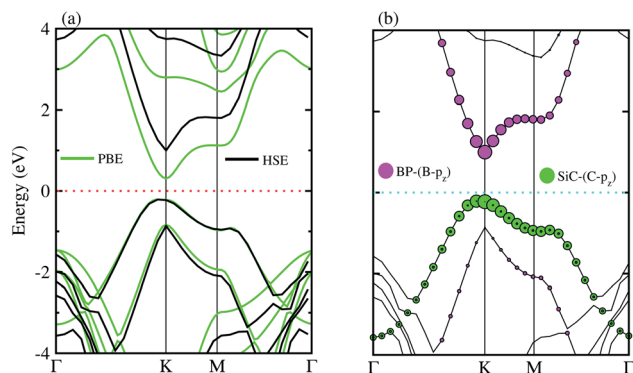 (a)
(b)
4
2
0
-2
-4
Energy (eV)
PBE
HSE
BP-(B-pz)
SiC-(C-pz)
Γ K M Γ
Γ K M Γ